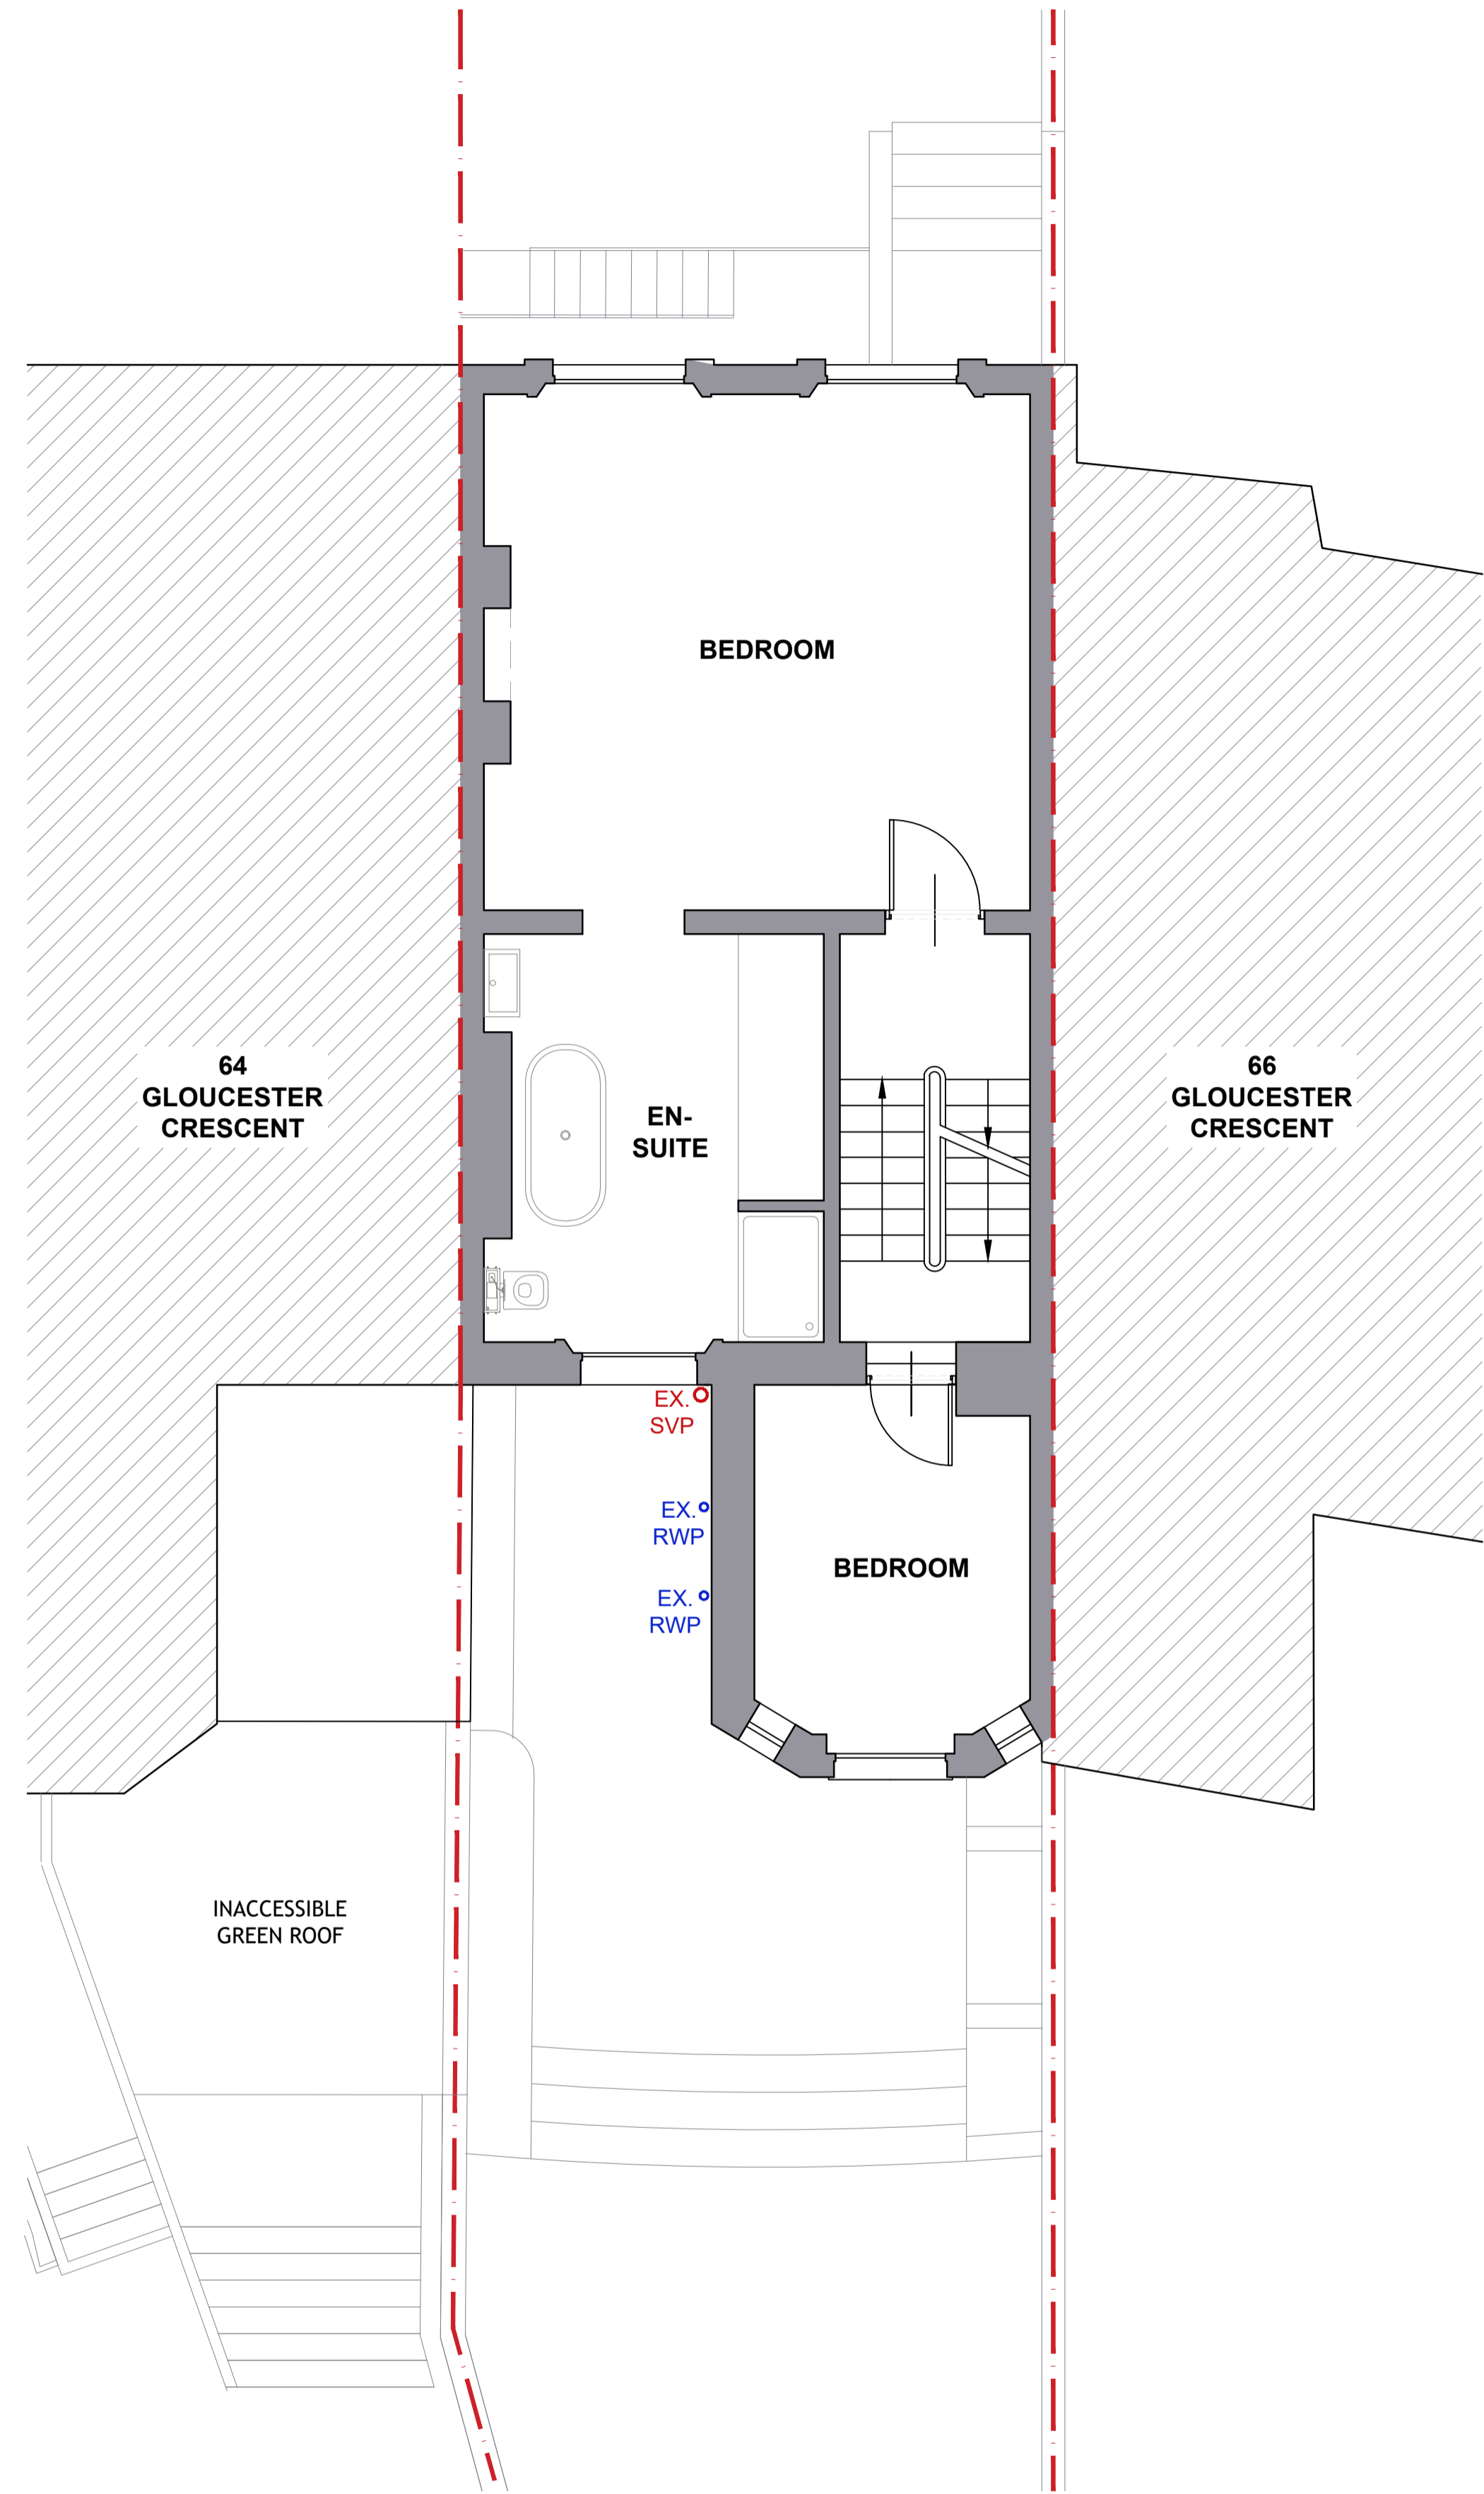 BEDROOM
64
GLOUCESTER
CRESCENT
EN-
SUITE
66
GLOUCESTER
CRESCENT
EX.
SVP
EX.
RWP
BEDROOM
EX.
RWP
INACCESSIBLE
GREEN ROOF